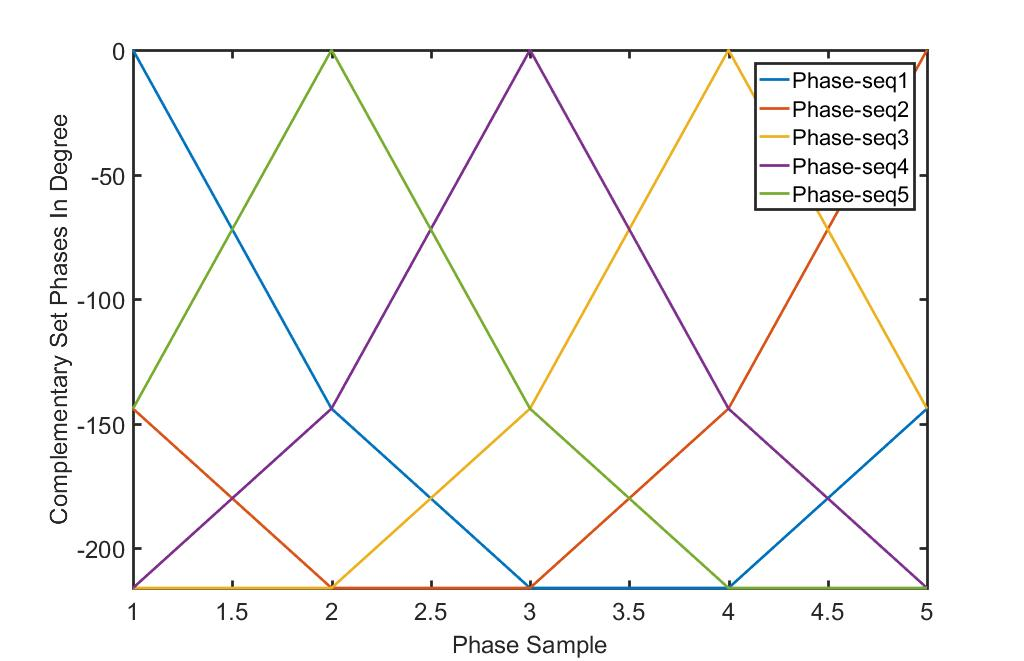 0
-50
-100
-150
-200
Complementary Set Phases In Degree
Phase-seq1
Phase-seq2
Phase-seq3
Phase-seq4
Phase-seq5
1 1.5 2 2.5 3 3.5 4 4.5 5
Phase Sample